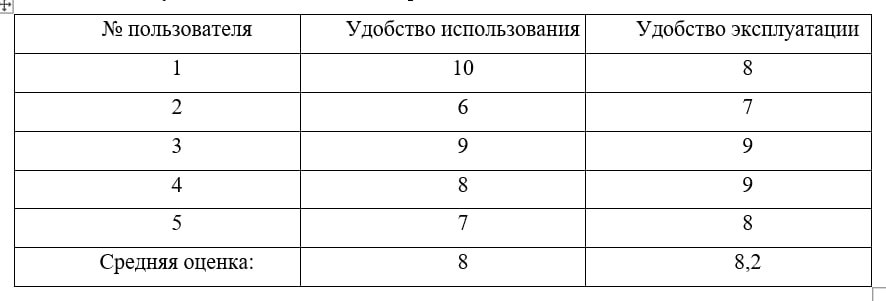 № пользователя Удобство использования Удобство эксплуатации
1 10 8
2 6 7
3 9 9
4 8 9
5 7 8
Средняя оценка: 8 8,2